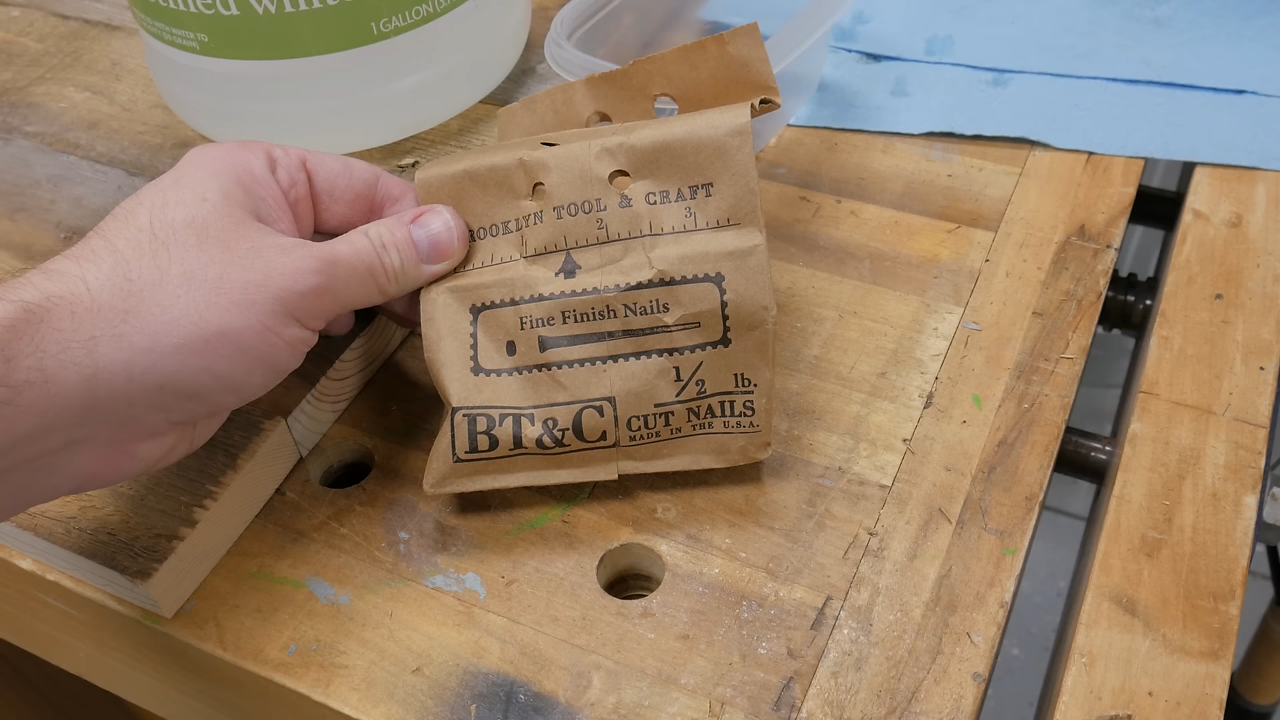 1 GALLON
ROOKLYN TOOL & CRAFT
2 3
Fine Finish Nails
1/2 lb.
BT&C
CUT NAILS
MADE IN THE U.S.A.